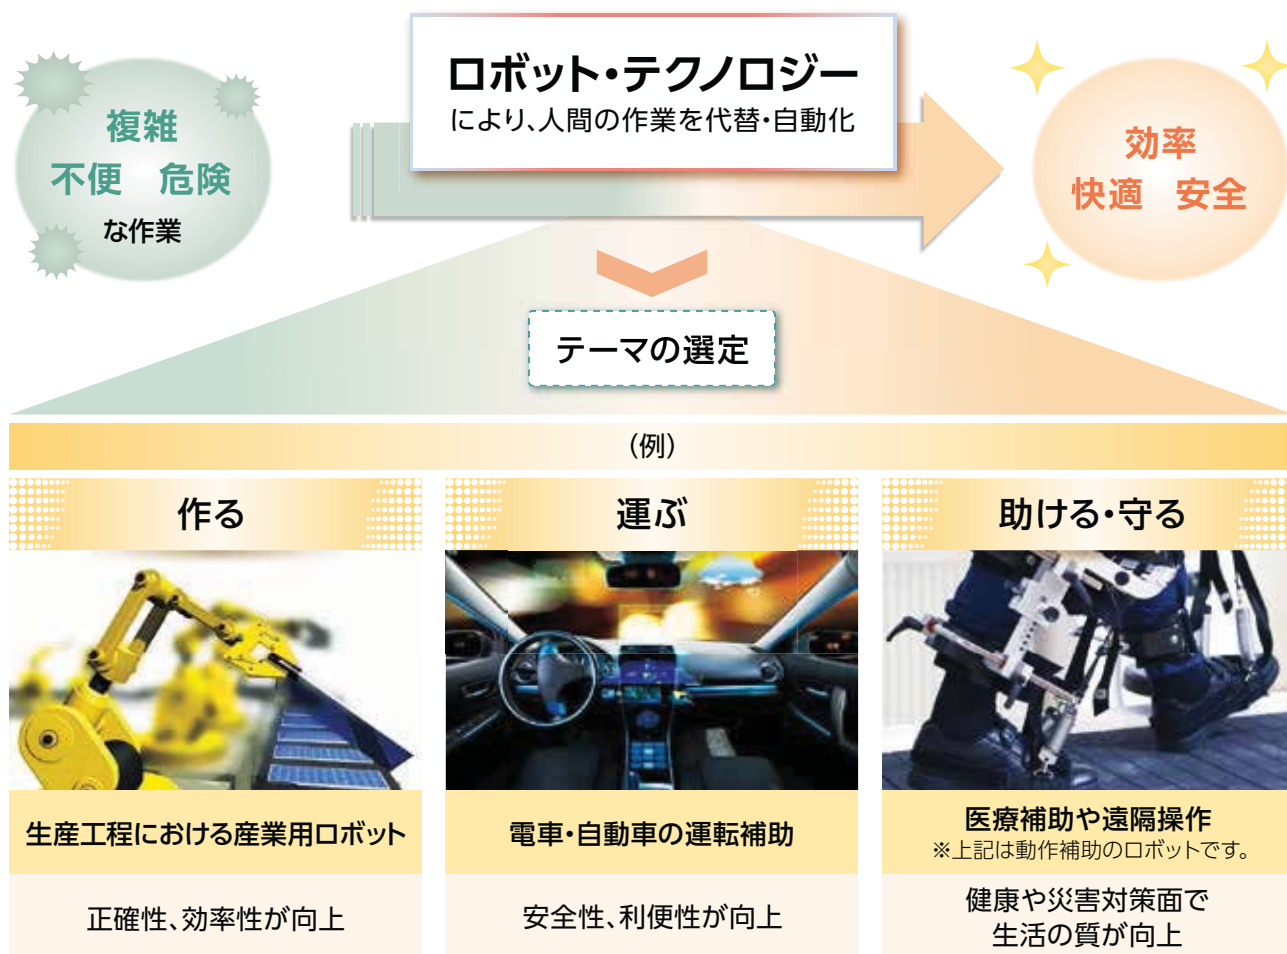 複雑
不便 危険
な作業
ロボット・テクノロジー
により、人間の作業を代替・自動化
効率
快適 安全
テーマの選定
(例)
作る
生産工程における産業用ロボット
正確性、効率性が向上
運ぶ
電車・自動車の運転補助
安全性、利便性が向上
助ける・守る
医療補助や遠隔操作
※上記は動作補助のロボットです。
健康や災害対策面で
生活の質が向上